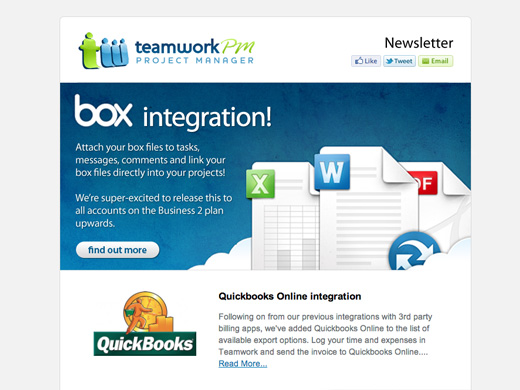 teamwork PM
PROJECT MANAGER
Newsletter
Like Tweet Email
box integration!
Attach your box files to tasks,
messages, comments and link your
box files directly into your projects!
We're super-excited to release this to
all accounts on the Business 2 plan
upwards.
find out more
X
W
DF
Quickbooks Online integration
Following on from our previous integrations with 3rd party
billing apps, we've added Quickbooks Online to the list of
available export options. Log your time and expenses in
Teamwork and send the invoice to Quickbooks Online....
Read More...
QuickBooks